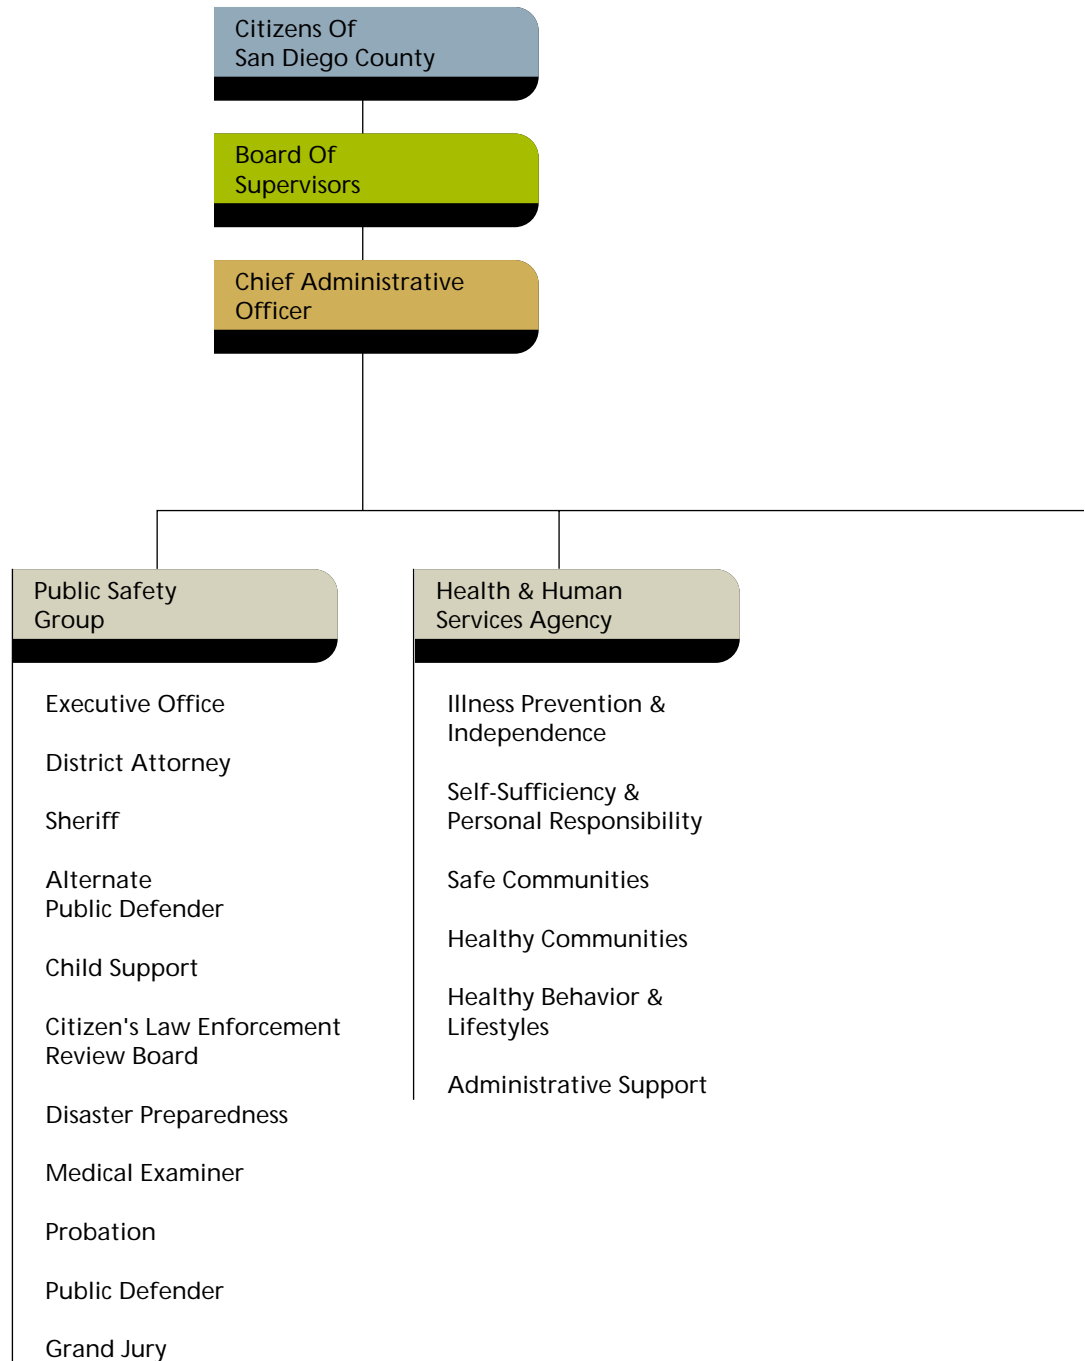 Citizens Of
San Diego County
Board Of
Supervisors
Chief Administrative
Officer
Public Safety
Group
Executive Office
District Attorney
Sheriff
Alternate
Public Defender
Child Support
Citizen's Law Enforcement
Review Board
Disaster Preparedness
Medical Examiner
Probation
Public Defender
Grand Jury
Health & Human
Services Agency
Illness Prevention &
Independence
Self-Sufficiency &
Personal Responsibility
Safe Communities
Healthy Communities
Healthy Behavior &
Lifestyles
Administrative Support